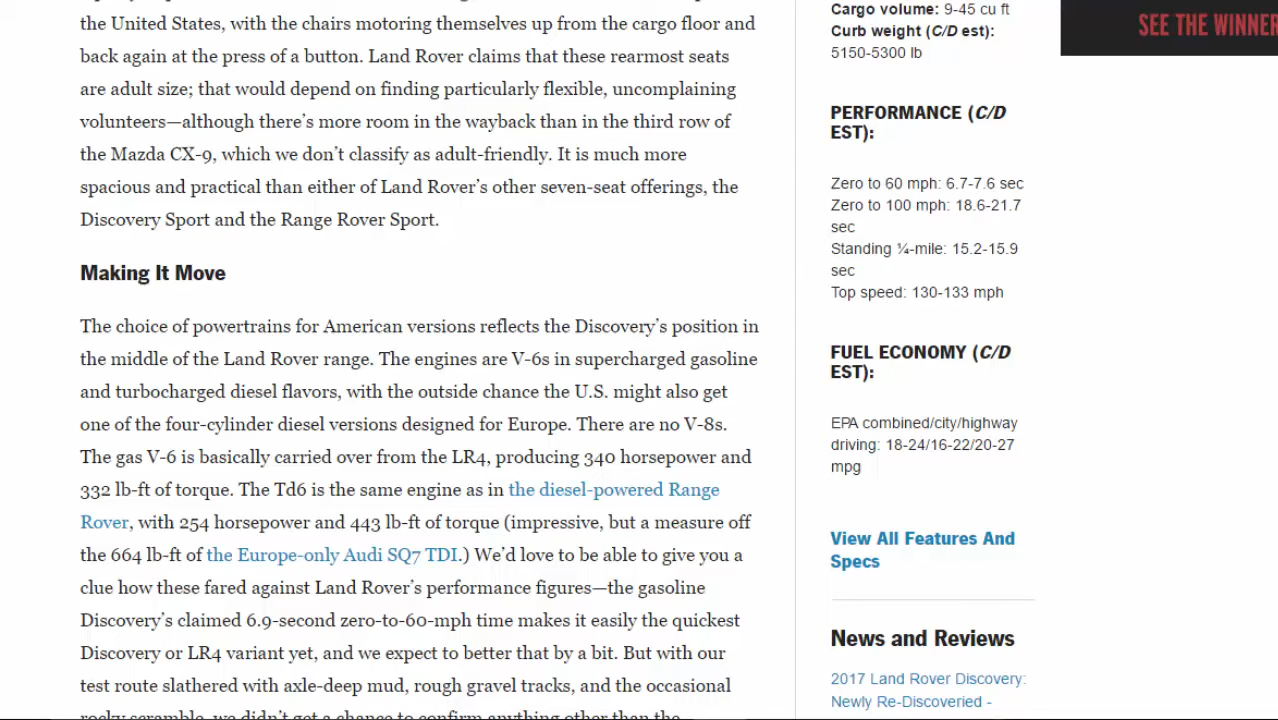 the United States, with the chairs motoring themselves up from the cargo floor and
back again at the press of a button. Land Rover claims that these rearmost seats
are adult size; that would depend on finding particularly flexible, uncomplaining
volunteers—although there’s more room in the wayback than in the third row of
the Mazda CX-9, which we don’t classify as adult-friendly. It is much more
spacious and practical than either of Land Rover’s other seven-seat offerings, the
Discovery Sport and the Range Rover Sport.
Making It Move
The choice of powertrains for American versions reflects the Discovery’s position in
the middle of the Land Rover range. The engines are V-6s in supercharged gasoline
and turbocharged diesel flavors, with the outside chance the U.S. might also get
one of the four-cylinder diesel versions designed for Europe. There are no V-8s.
The gas V-6 is basically carried over from the LR4, producing 340 horsepower and
332 lb-ft of torque. The Td6 is the same engine as in the diesel-powered Range
Rover, with 254 horsepower and 443 lb-ft of torque (impressive, but a measure off
the 664 lb-ft of the Europe-only Audi SQ7 TDI.) We’d love to be able to give you a
clue how these fared against Land Rover’s performance figures—the gasoline
Discovery’s claimed 6.9-second zero-to-60-mph time makes it easily the quickest
Discovery or LR4 variant yet, and we expect to better that by a bit. But with our
test route slathered with axle-deep mud, rough gravel tracks, and the occasional
rocky scramble, we didn’t get a chance to confirm anything other than the
Cargo volume: 9-45 cu ft
Curb weight (C/D est):
5150-5300 lb
PERFORMANCE (C/D
EST):
Zero to 60 mph: 6.7-7.6 sec
Zero to 100 mph: 18.6-21.7
sec
Standing ¼-mile: 15.2-15.9
sec
Top speed: 130-133 mph
FUEL ECONOMY (C/D
EST):
EPA combined/city/highway
driving: 18-24/16-22/20-27
mpg
View All Features And
Specs
News and Reviews
2017 Land Rover Discovery:
Newly Re-Discoveried -
SEE THE WINNER